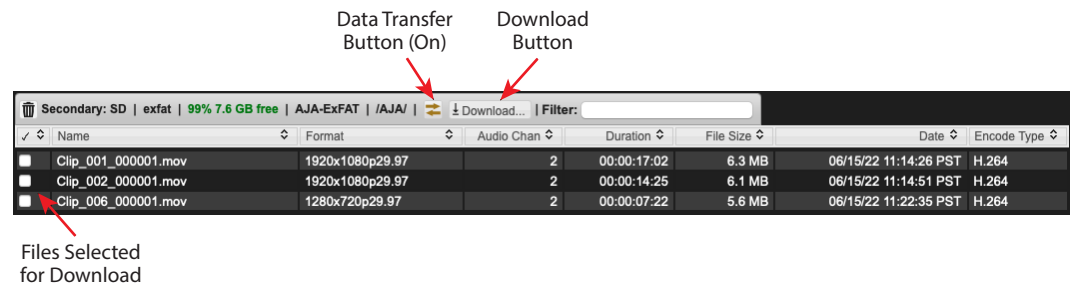 Data Transfer Button (On)
Download Button
Secondary: SD | exfat | 99% 7.6 GB free | AJA-ExFAT | /AJA/ | Download... | Filter:
✓ Name Format Audio Chan Duration File Size Date Encode Type
Clip_001_000001.mov 1920x1080p29.97 2 00:00:17:02 6.3 MB 06/15/22 11:14:26 PST H.264
Clip_002_000001.mov 1920x1080p29.97 2 00:00:14:25 6.1 MB 06/15/22 11:14:51 PST H.264
Clip_006_000001.mov 1280x720p29.97 2 00:00:07:22 5.6 MB 06/15/22 11:22:35 PST H.264
Files Selected
for Download